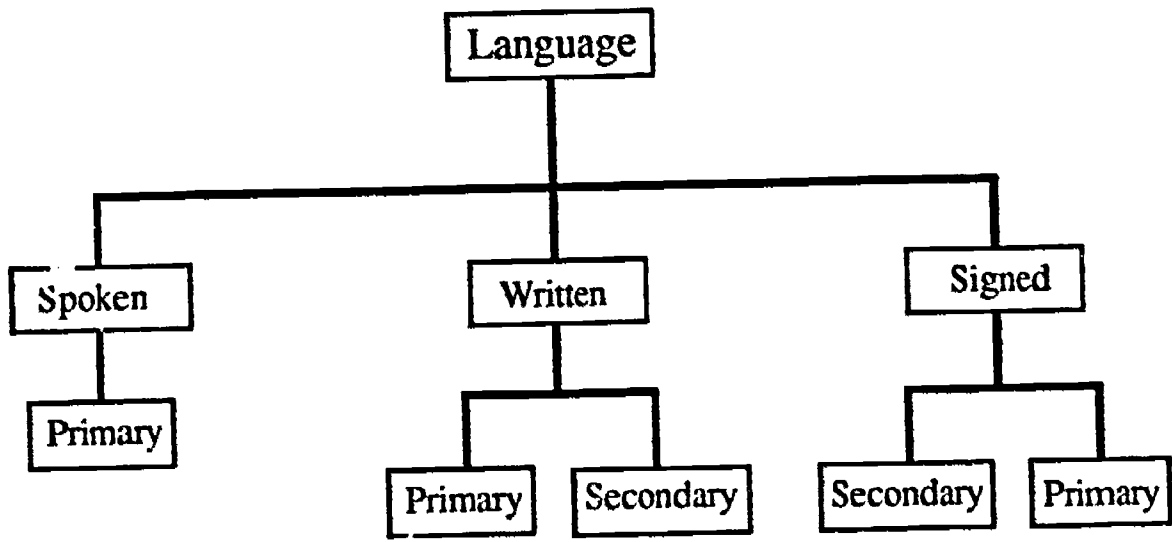 Language
Spoken
Written
Signed
Primary
Primary
Secondary
Secondary
Primary